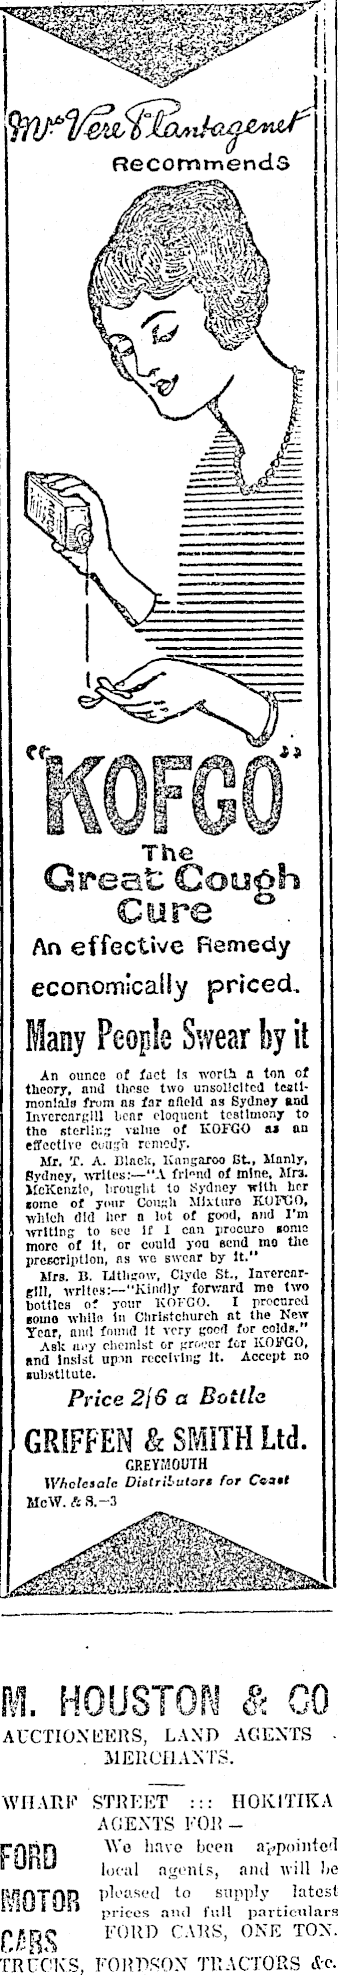 Mrs Vere Plantagenet
Recommends
"KOFGO"
The
Great Cough
Cure
An effective Remedy
economically priced.
Many People Swear by it
An ounce of fact is worth a ton of
theory, and these two unsolicited testi-
monials from as far afield as Sydney and
Invercargill bear eloquent testimony to
the sterling value of KOFGO as an
effective cough remedy.
Mr. T. A. Black, Kangaroo St., Manly,
Sydney, writes:—"A friend of mine, Mrs.
McKenzie, brought to Sydney with her
some of your Cough Mixture KOFGO,
which did her a lot of good, and I'm
writing to see if I can procure some
more of it, or could you send me the
prescription, as we swear by it."
Mrs. B. Lithgow, Clyde St., Invercar-
gill, writes:—"Kindly forward me two
bottles of your KOFGO. I procured
some while in Christchurch at the New
Year, and found it very good for colds."
Ask any chemist or grocer for KOFGO,
and insist upon receiving it. Accept no
substitute.
Price 2/6 a Bottle
GRIFFEN & SMITH Ltd.
GREYMOUTH
Wholesale Distributors for Coast
McW. & S.—3
M. HOUSTON & CO
AUCTIONEERS, LAND AGENTS
MERCHANTS.
WHARF STREET ::: HOKITIKA
AGENTS FOR—
FORD
MOTOR
CARS
We have been appointed
local agents, and will be
pleased to supply latest
prices and full particulars
FORD CARS, ONE TON.
TRUCKS, FORDSON TRACTORS &c.